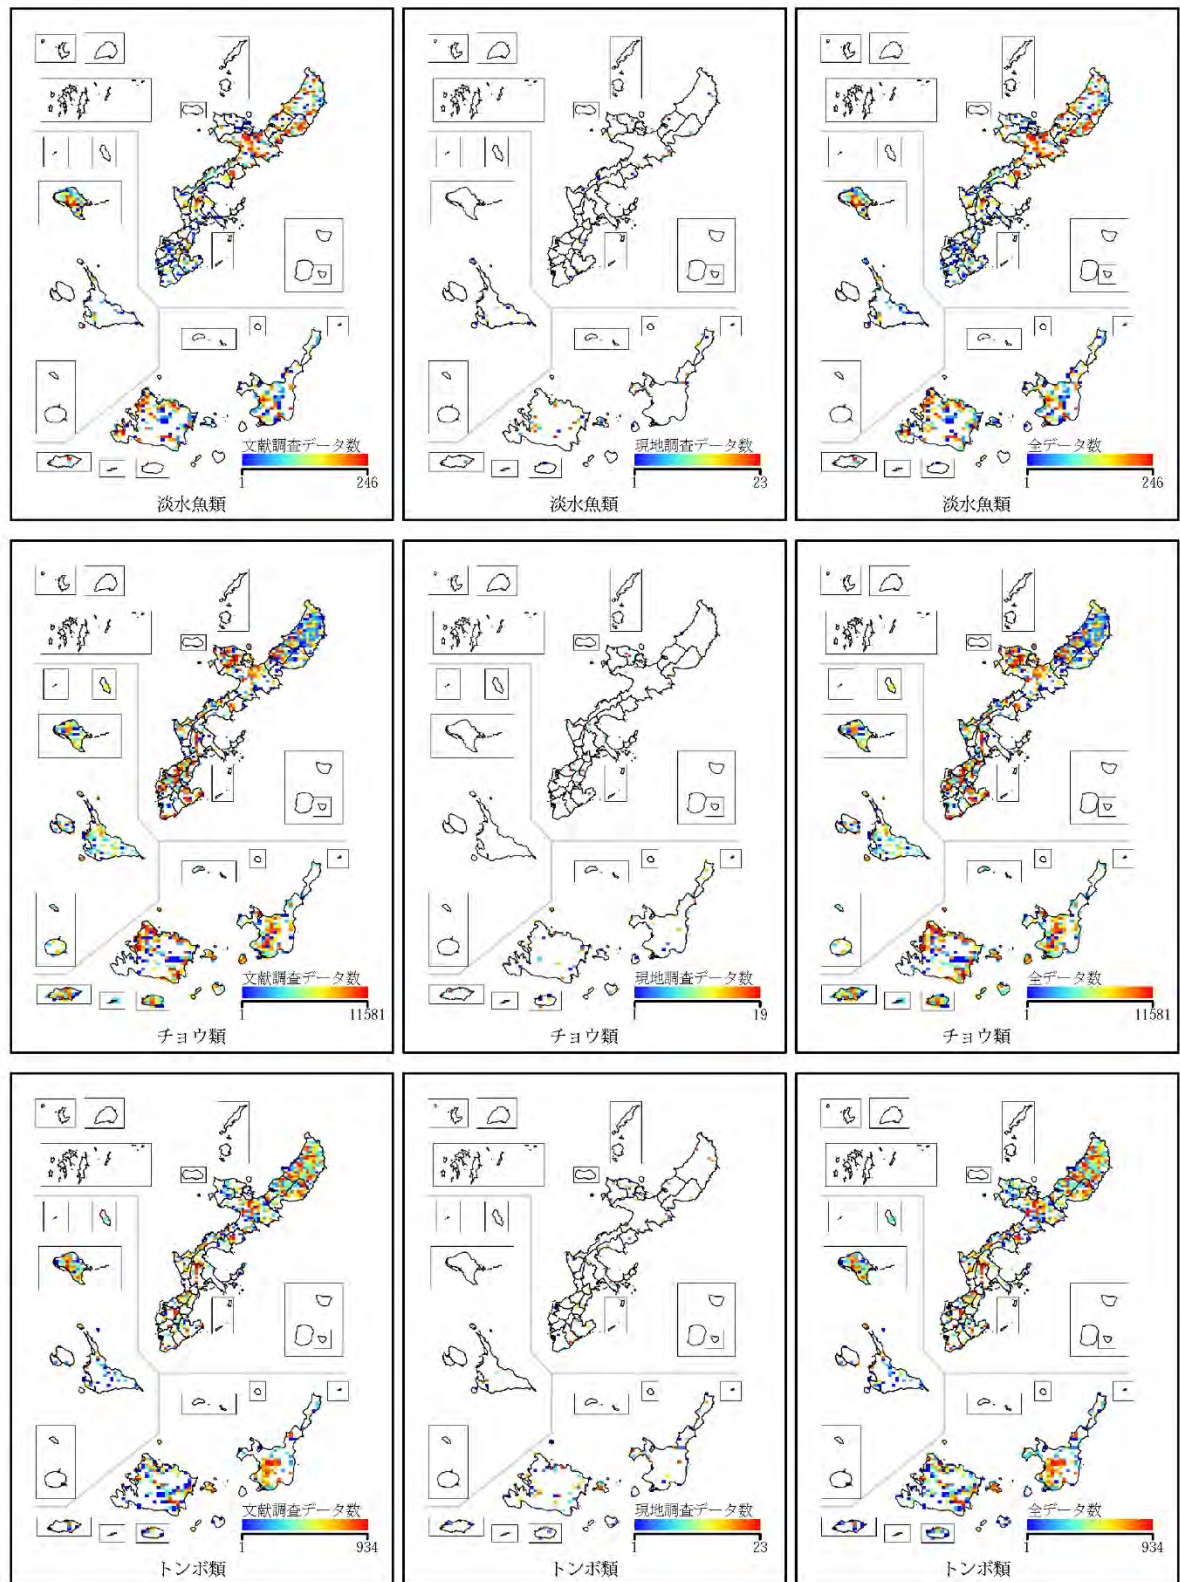 文献調査データ数
1 246
淡水魚類
現地調査データ数
1 23
淡水魚類
全データ数
1 246
淡水魚類
文献調査データ数
1 11581
チョウ類
現地調査データ数
1 19
チョウ類
全データ数
1 11581
チョウ類
文献調査データ数
1 934
トンボ類
現地調査データ数
1 23
トンボ類
全データ数
1 934
トンボ類